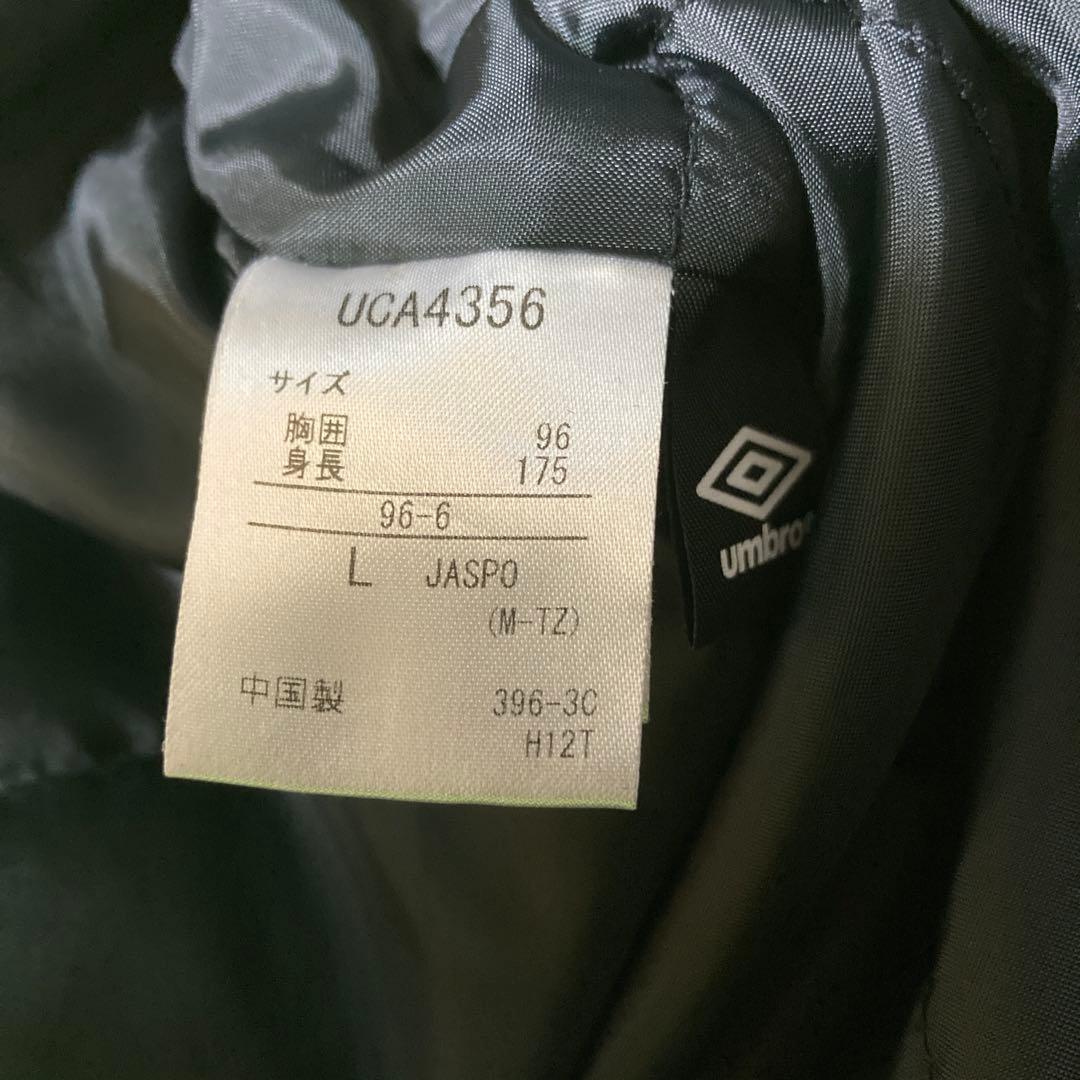 UCA4356
サイズ
胸囲 96
身長 175
96-6
L JASPO
(M-TZ)
中国製 396-3C
H12T
umbro